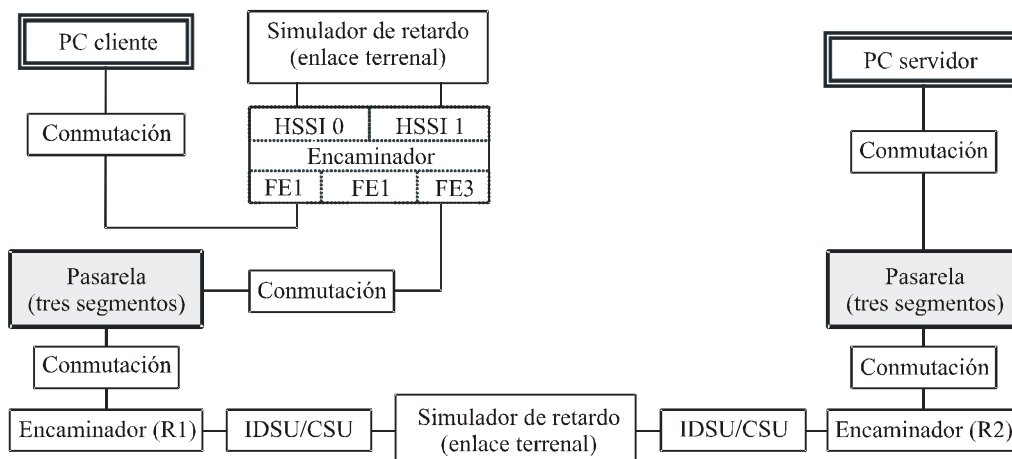 PC cliente
Simulador de retardo
(enlace terrenal)
PC servidor
Conmutación
HSSI 0
HSSI 1
Encaminador
FE1
FE1
FE3
Conmutación
Pasarela
(tres segmentos)
Conmutación
Pasarela
(tres segmentos)
Conmutación
Conmutación
Encaminador (R1)
IDSU/CSU
Simulador de retardo
(enlace terrenal)
IDSU/CSU
Encaminador (R2)